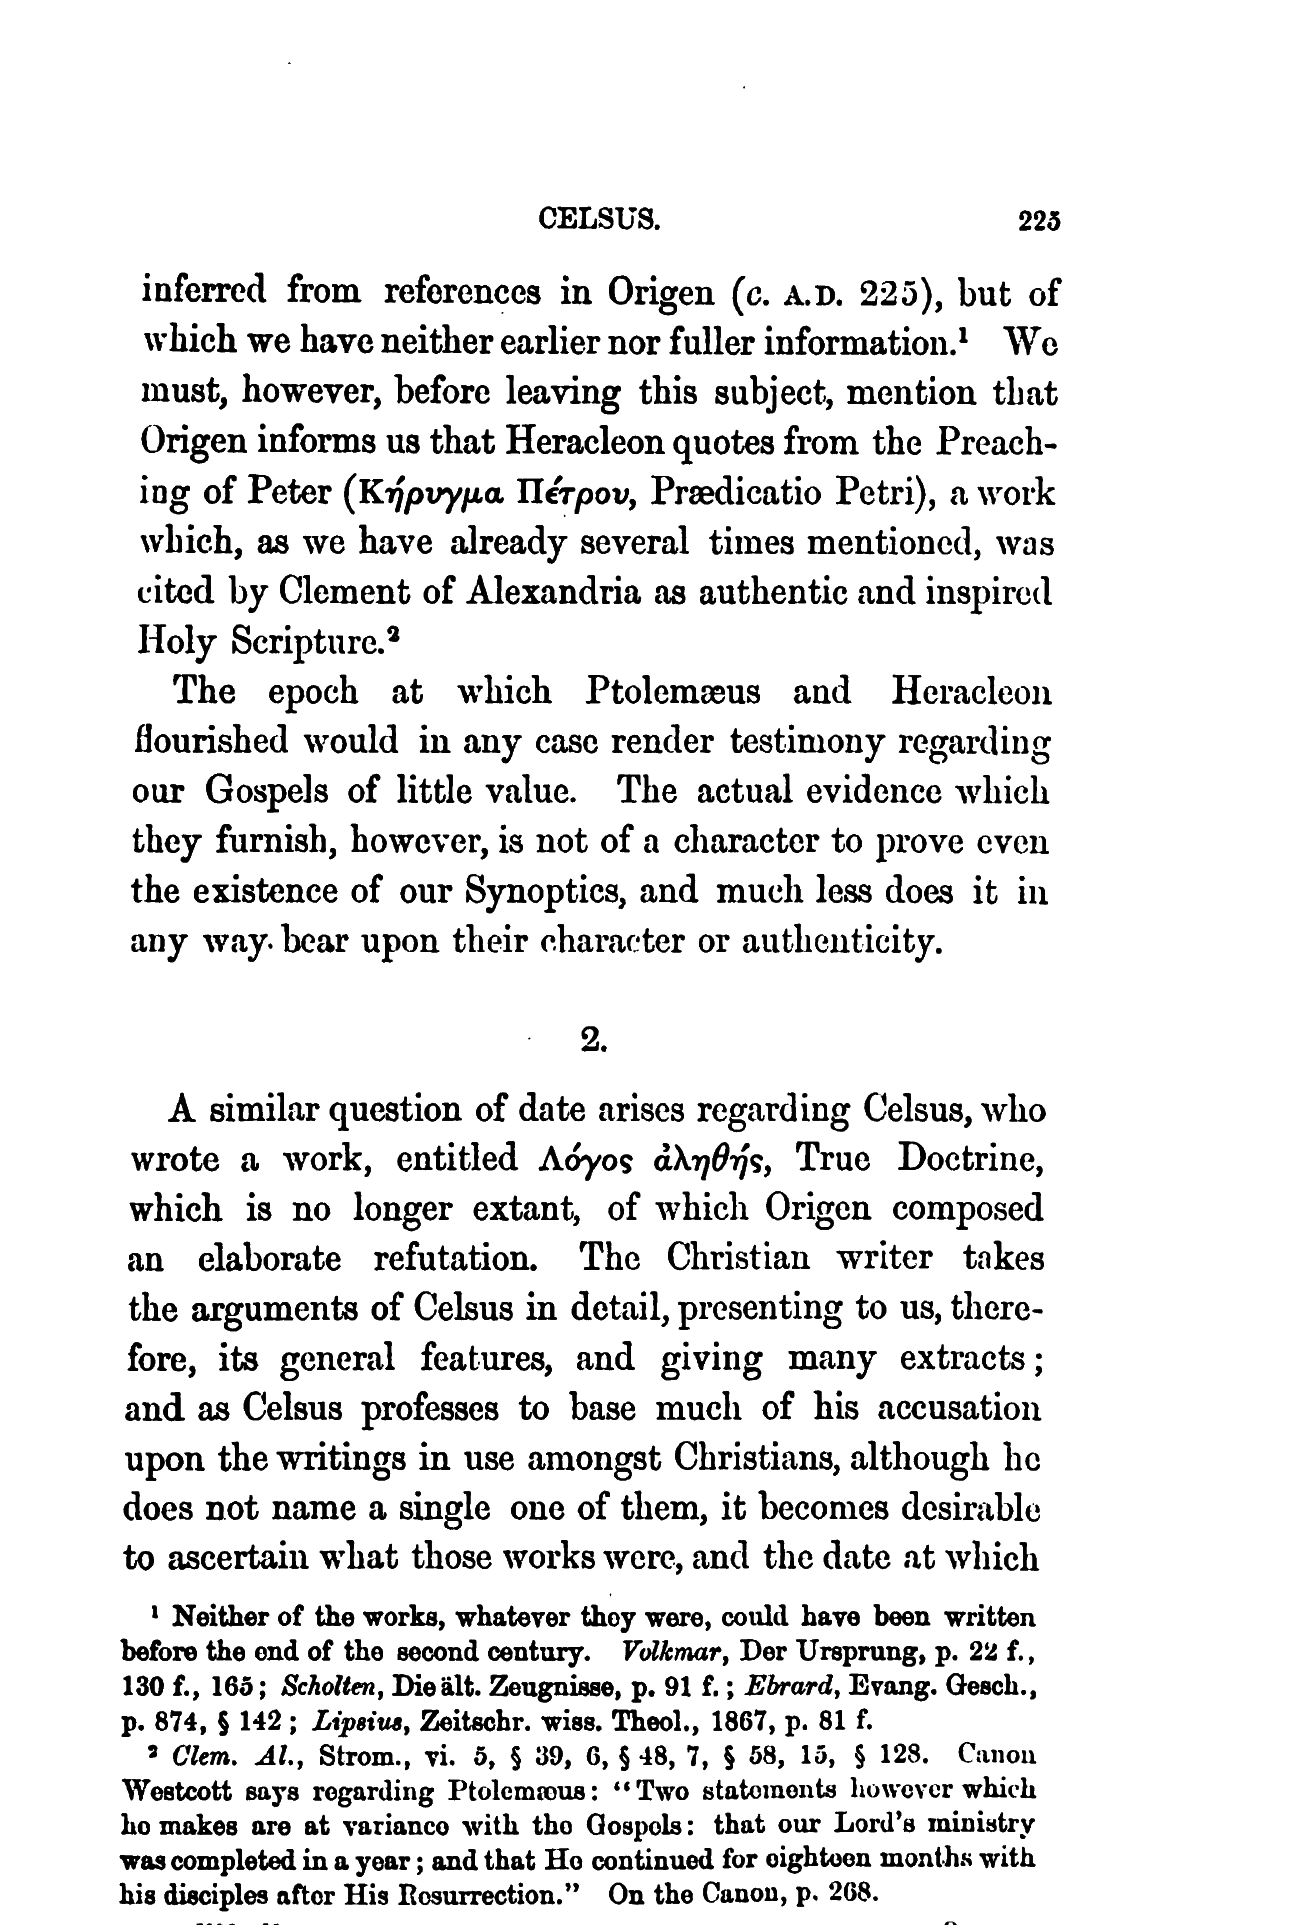 CELSUS. 225
inferred from references in Origen (c. A.D. 225), but of
which we have neither earlier nor fuller information.¹ We
must, however, before leaving this subject, mention that
Origen informs us that Heracleon quotes from the Preach-
ing of Peter (Κήρυγμα Πέτρου, Prædicatio Petri), a work
which, as we have already several times mentioned, was
cited by Clement of Alexandria as authentic and inspired
Holy Scripture.²
The epoch at which Ptolemæus and Heracleon
flourished would in any case render testimony regarding
our Gospels of little value. The actual evidence which
they furnish, however, is not of a character to prove even
the existence of our Synoptics, and much less does it in
any way bear upon their character or authenticity.
2.
A similar question of date arises regarding Celsus, who
wrote a work, entitled Λόγος ἀληθής, True Doctrine,
which is no longer extant, of which Origen composed
an elaborate refutation. The Christian writer takes
the arguments of Celsus in detail, presenting to us, there-
fore, its general features, and giving many extracts;
and as Celsus professes to base much of his accusation
upon the writings in use amongst Christians, although he
does not name a single one of them, it becomes desirable
to ascertain what those works were, and the date at which
¹ Neither of the works, whatever they were, could have been written
before the end of the second century. Volkmar, Der Ursprung, p. 22 f.,
130 f., 165; Scholten, Die ält. Zeugnisse, p. 91 f.; Ebrard, Evang. Gesch.,
p. 874, § 142; Lipsius, Zeitschr. wiss. Theol., 1867, p. 81 f.
² Clem. Al., Strom., vi. 5, § 39, 6, § 48, 7, § 58, 15, § 128. Canon
Westcott says regarding Ptolemæus: "Two statements however which
he makes are at variance with the Gospels: that our Lord's ministry
was completed in a year; and that He continued for eighteen months with
his disciples after His Resurrection." On the Canon, p. 268.